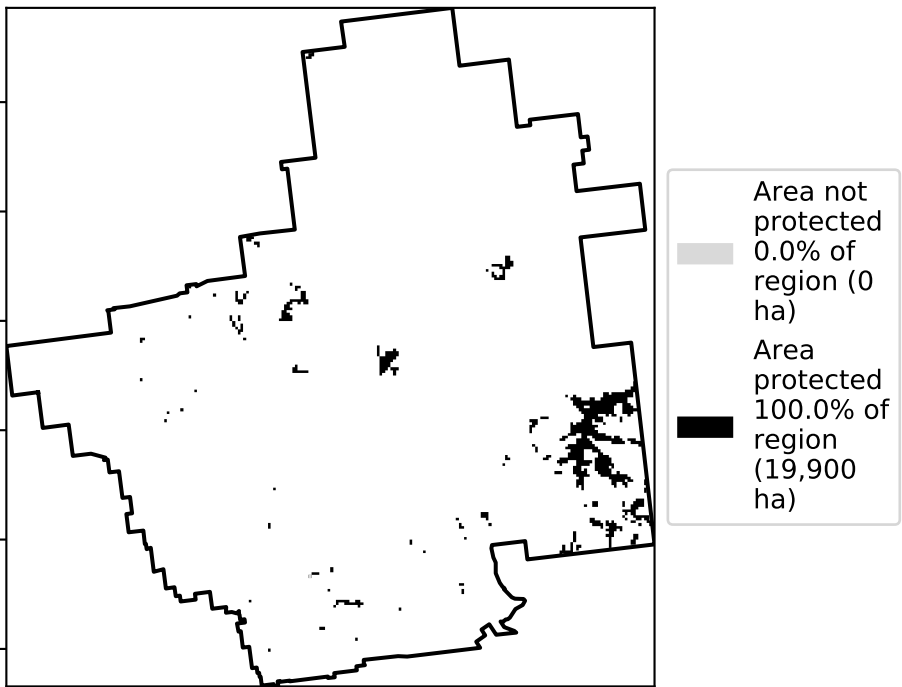 Area not
protected
0.0% of
region (0
ha)
Area
protected
100.0% of
region
(19,900
ha)